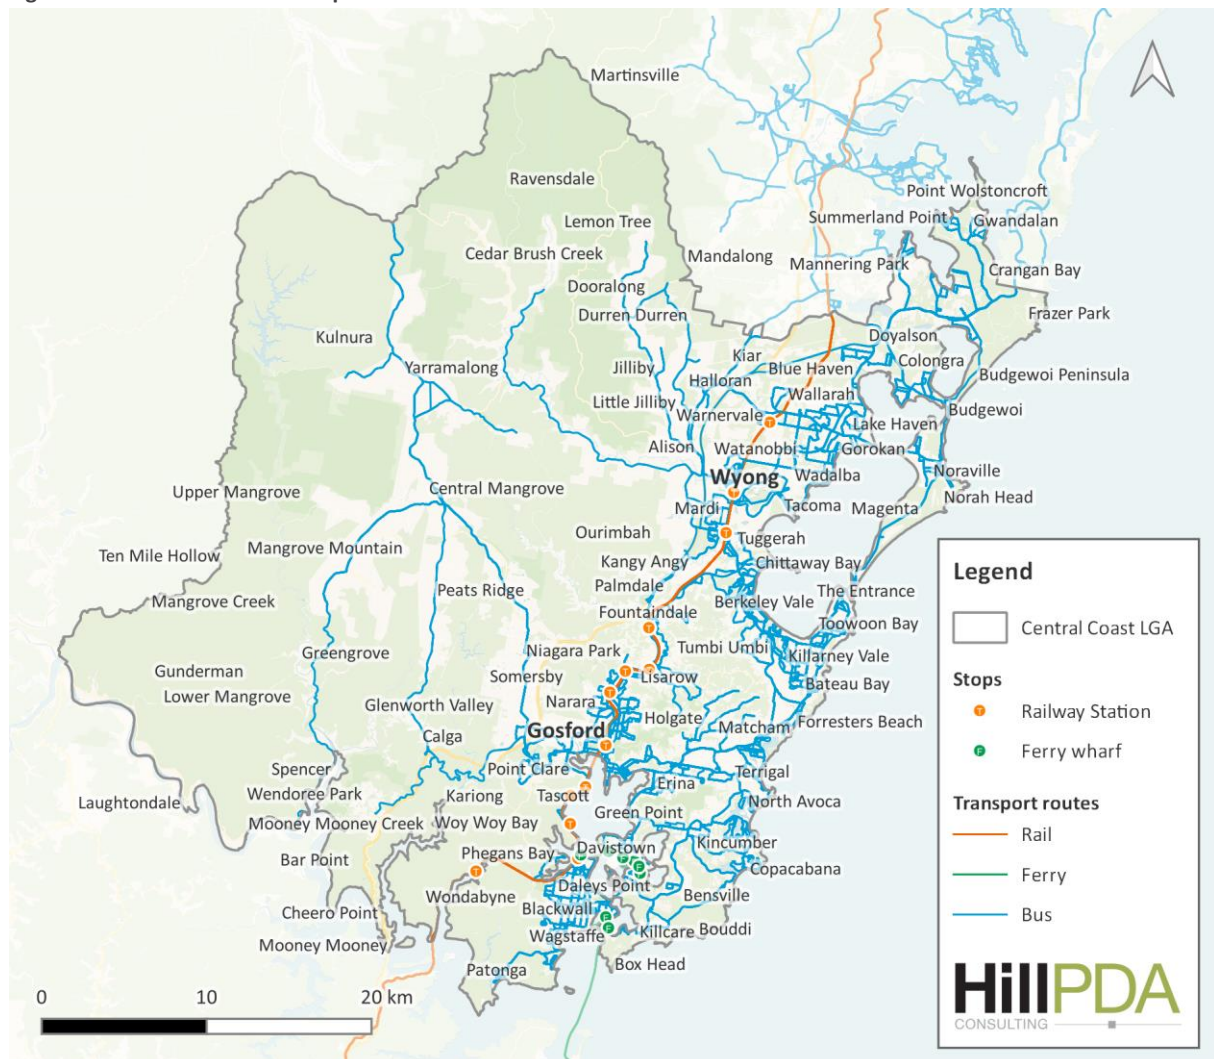 Martinsville
Ravensdale
Point Wolstoncroft
Lemon Tree
Summerland Point
Gwandalan
Cedar Brush Creek
Mandalong
Mannering Park
Crangan Bay
Dooralong
Durren Durren
Frazer Park
Kulnura
Doyalson
Kiar
Colongra
Yarramalong
Jilliby
Blue Haven
Budgewoi Peninsula
Halloran
Wallarah
Little Jilliby
Warnervale
Budgewoi
Lake Haven
Alison
Watanobbi
Gorokan
Wyong
Wadalba
Noraville
Upper Mangrove
Central Mangrove
Norah Head
Mardi
Tacoma
Magenta
Ourimbah
Tuggerah
Mangrove Mountain
Ten Mile Hollow
Kangy Angy
Chittaway Bay
Palmdale
Peats Ridge
The Entrance
Mangrove Creek
Berkeley Vale
Fountaindale
Toowoon Bay
Greengrove
Niagara Park
Tumbi Umbi
Killarney Vale
Gunderman
Somersby
Lisarow
Bateau Bay
Lower Mangrove
Glenworth Valley
Narara
Holgate
Forresters Beach
Matcham
Calga
Gosford
Spencer
Point Clare
Terrigal
Erina
Wendoree Park
Laughtondale
Kariong
Tascott
North Avoca
Green Point
Mooney Mooney Creek
Woy Woy Bay
Kincumber
Davistown
Bar Point
Phegans Bay
Copacabana
Daleys Point
Wondabyne
Bensville
Blackwall
Cheero Point
Wagstaffe
Killcare
Bouddi
Mooney Mooney
Patonga
Box Head
0 10 20 km
Legend
Central Coast LGA
Stops
T Railway Station
F Ferry wharf
Transport routes
Rail
Ferry
Bus
HillPDA
CONSULTING